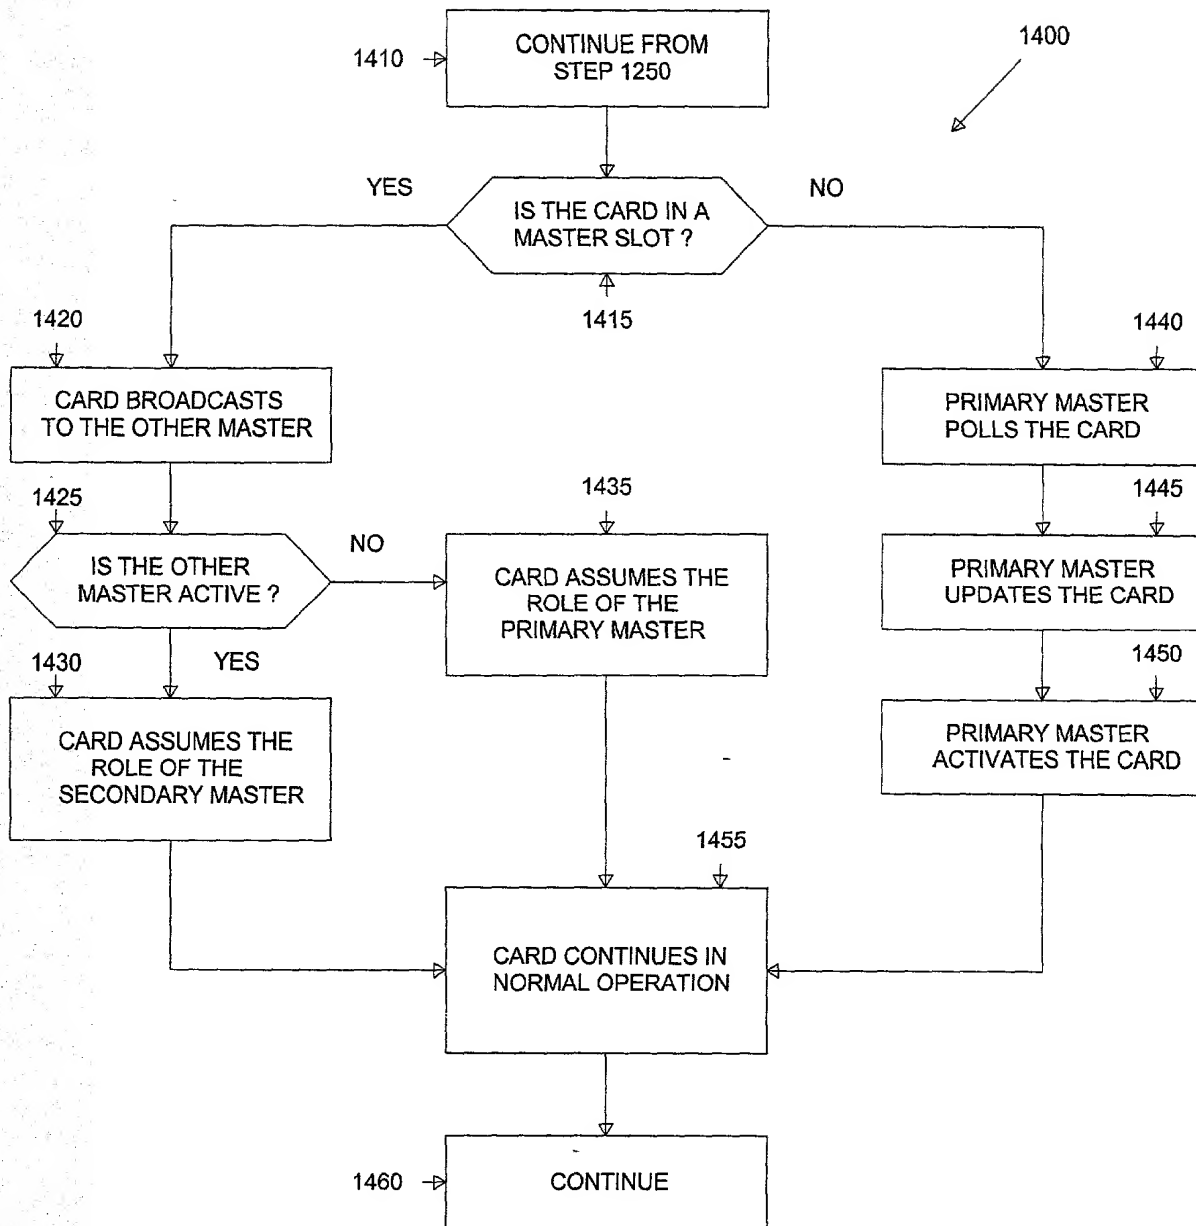 1410
CONTINUE FROM
STEP 1250
1400
YES
NO
IS THE CARD IN A
MASTER SLOT ?
1415
1420
CARD BROADCASTS
TO THE OTHER MASTER
1440
PRIMARY MASTER
POLLS THE CARD
1425
IS THE OTHER
MASTER ACTIVE ?
NO
YES
1435
CARD ASSUMES THE
ROLE OF THE
PRIMARY MASTER
1445
PRIMARY MASTER
UPDATES THE CARD
1430
CARD ASSUMES THE
ROLE OF THE
SECONDARY MASTER
1450
PRIMARY MASTER
ACTIVATES THE CARD
1455
CARD CONTINUES IN
NORMAL OPERATION
1460
CONTINUE